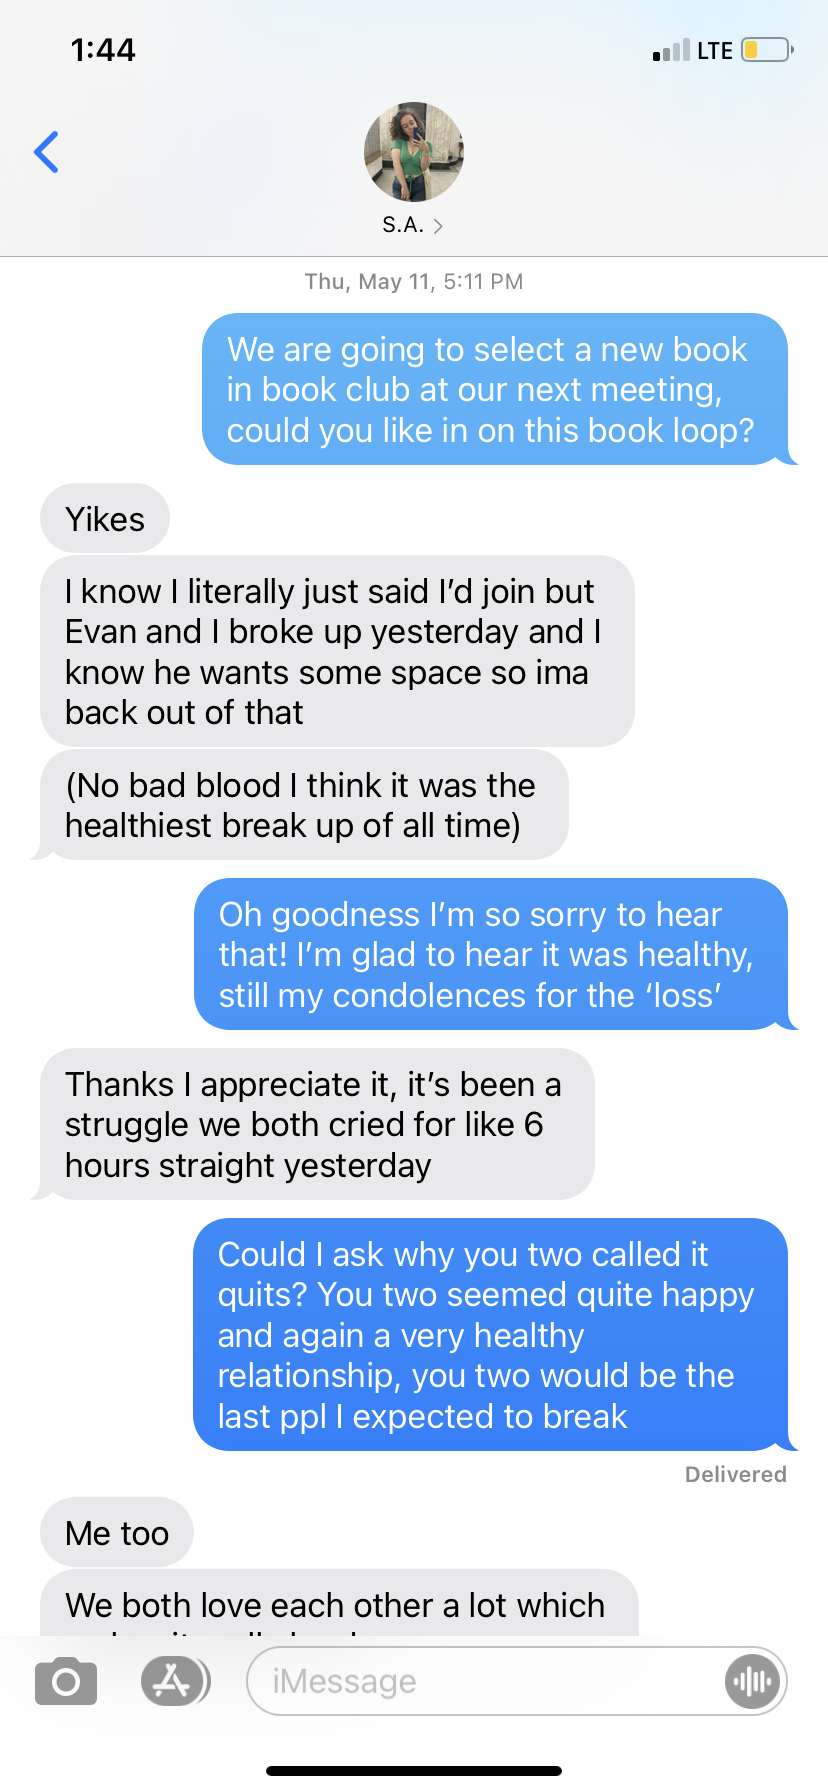 1:44
LTE
S.A.
Thu, May 11, 5:11 PM
We are going to select a new book
in book club at our next meeting,
could you like in on this book loop?
Yikes
I know I literally just said I’d join but
Evan and I broke up yesterday and I
know he wants some space so ima
back out of that
(No bad blood I think it was the
healthiest break up of all time)
Oh goodness I’m so sorry to hear
that! I’m glad to hear it was healthy,
still my condolences for the ‘loss’
Thanks I appreciate it, it’s been a
struggle we both cried for like 6
hours straight yesterday
Could I ask why you two called it
quits? You two seemed quite happy
and again a very healthy
relationship, you two would be the
last ppl I expected to break
Delivered
Me too
We both love each other a lot which
iMessage